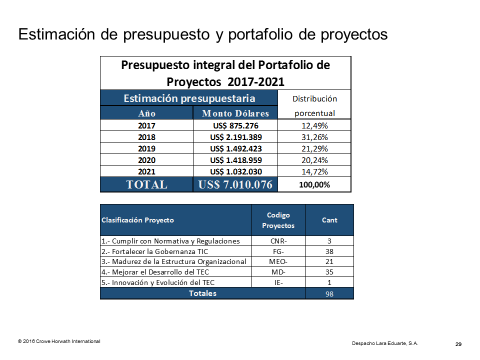 Estimación de presupuesto y portafolio de proyectos
Presupuesto integral del Portafolio de
Proyectos 2017-2021
Estimación presupuestaria Distribución
Año Monto Dólares porcentual
2017 US$ 875.276 12,49%
2018 US$ 2.191.389 31,26%
2019 US$ 1.492.423 21,29%
2020 US$ 1.418.959 20,24%
2021 US$ 1.032.030 14,72%
TOTAL US$ 7.010.076 100,00%
Clasificación Proyecto Codigo Proyectos Cant
1.- Cumplir con Normativa y Regulaciones CNR- 3
2.- Fortalecer la Gobernanza TIC FG- 38
3.- Madurez de la Estructura Organizacional MEO- 21
4.- Mejorar el Desarrollo del TEC MD- 35
5.- Innovación y Evolución del TEC IE- 1
Totales 98
© 2016 Crowe Horwath International
Despacho Lara Eduarte, S.A. 29